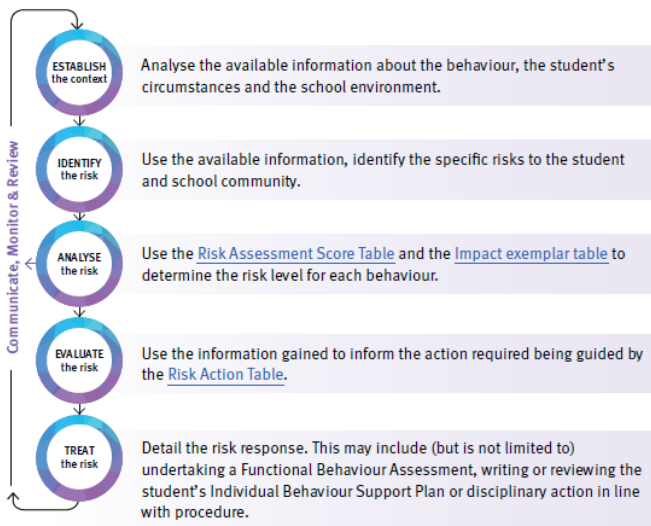 ESTABLISH
the context
Analyse the available information about the behaviour, the student's
circumstances and the school environment.
IDENTIFY
the risk
Use the available information, identify the specific risks to the student
and school community.
ANALYSE
the risk
Use the Risk Assessment Score Table and the Impact exemplar table to
determine the risk level for each behaviour.
EVALUATE
the risk
Use the information gained to inform the action required being guided by
the Risk Action Table.
TREAT
the risk
Detail the risk response. This may include (but is not limited to)
undertaking a Functional Behaviour Assessment, writing or reviewing the
student's Individual Behaviour Support Plan or disciplinary action in line
with procedure.
Communicate, Monitor & Review